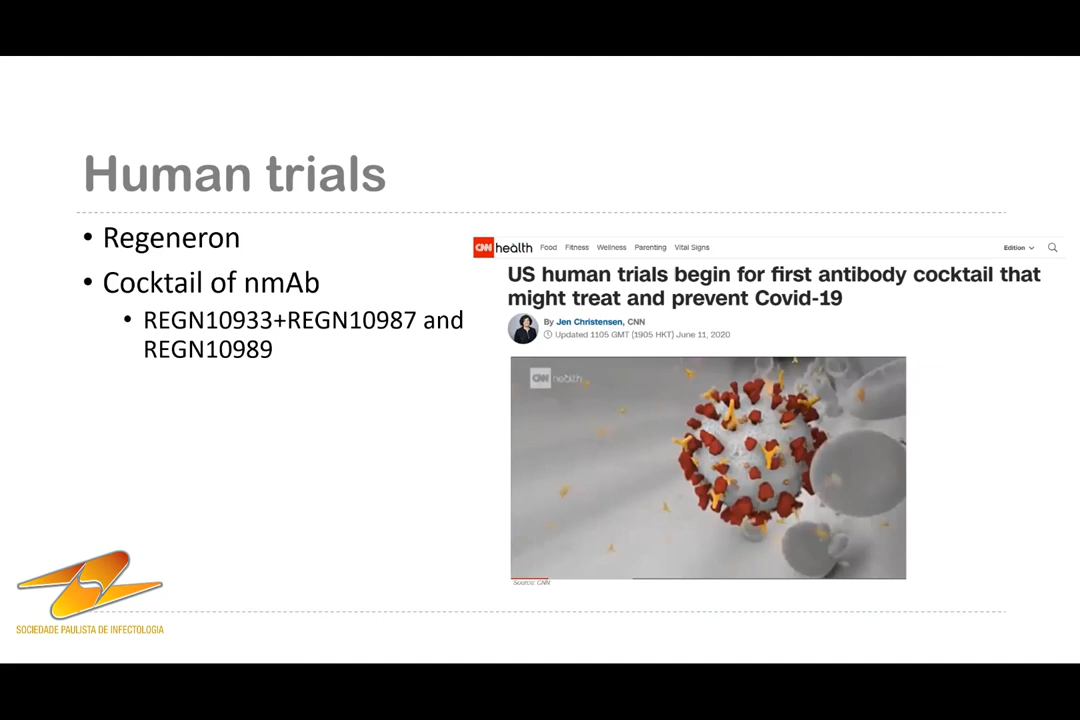 Human trials
• Regeneron
• Cocktail of nmAb
• REGN10933+REGN10987 and
REGN10989
CNN health Food Fitness Wellness Parenting Vital Signs Edition
US human trials begin for first antibody cocktail that
might treat and prevent Covid-19
By Jen Christensen, CNN
Updated 1105 GMT (1905 HKT) June 11, 2020
CNN health
Source: CNN
SOCIEDADE PAULISTA DE INFECTOLOGIA